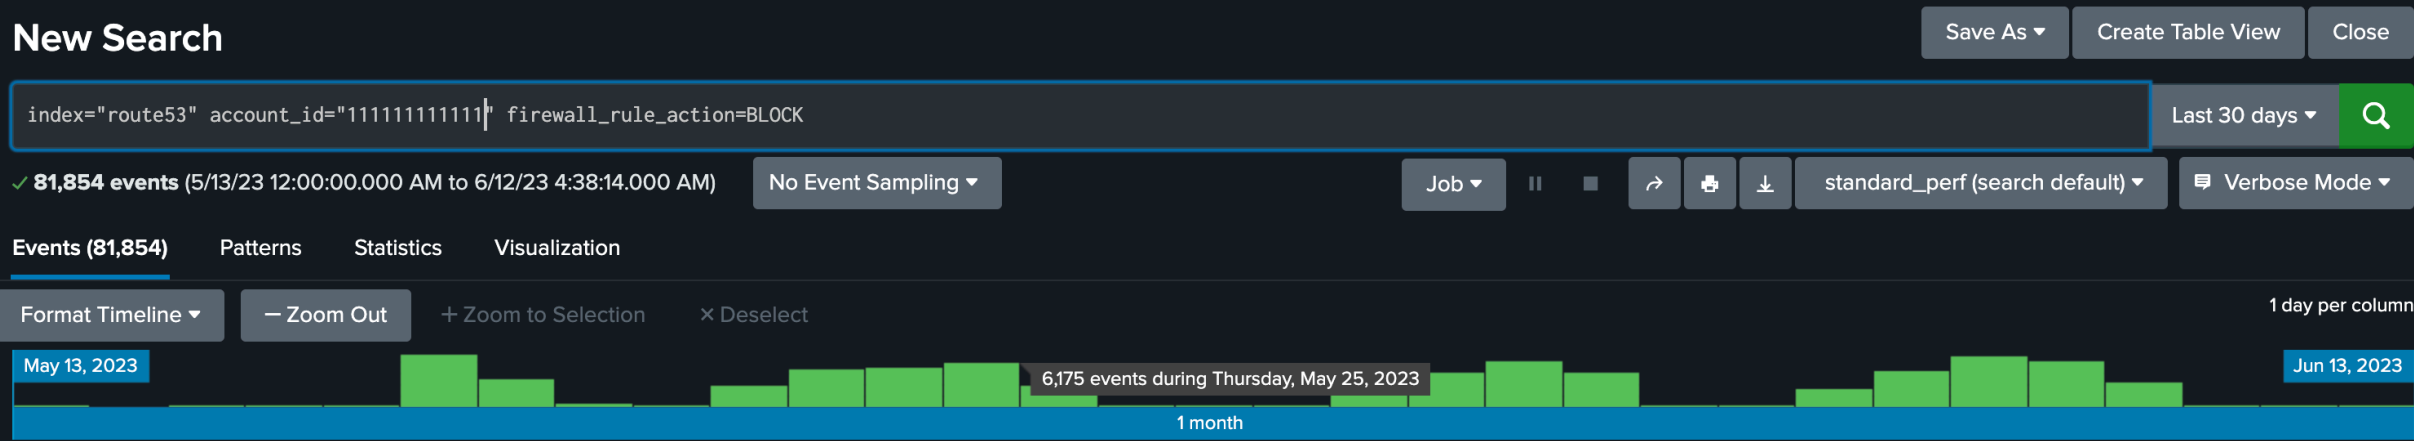 New Search
Save As
Create Table View
Close
index="route53" account_id="111111111111" firewall_rule_action=BLOCK
Last 30 days
81,854 events (5/13/23 12:00:00.000 AM to 6/12/23 4:38:14.000 AM)
No Event Sampling
Job
standard_perf (search default)
Verbose Mode
Events (81,854)
Patterns
Statistics
Visualization
Format Timeline
— Zoom Out
+ Zoom to Selection
× Deselect
1 day per column
May 13, 2023
6,175 events during Thursday, May 25, 2023
Jun 13, 2023
1 month